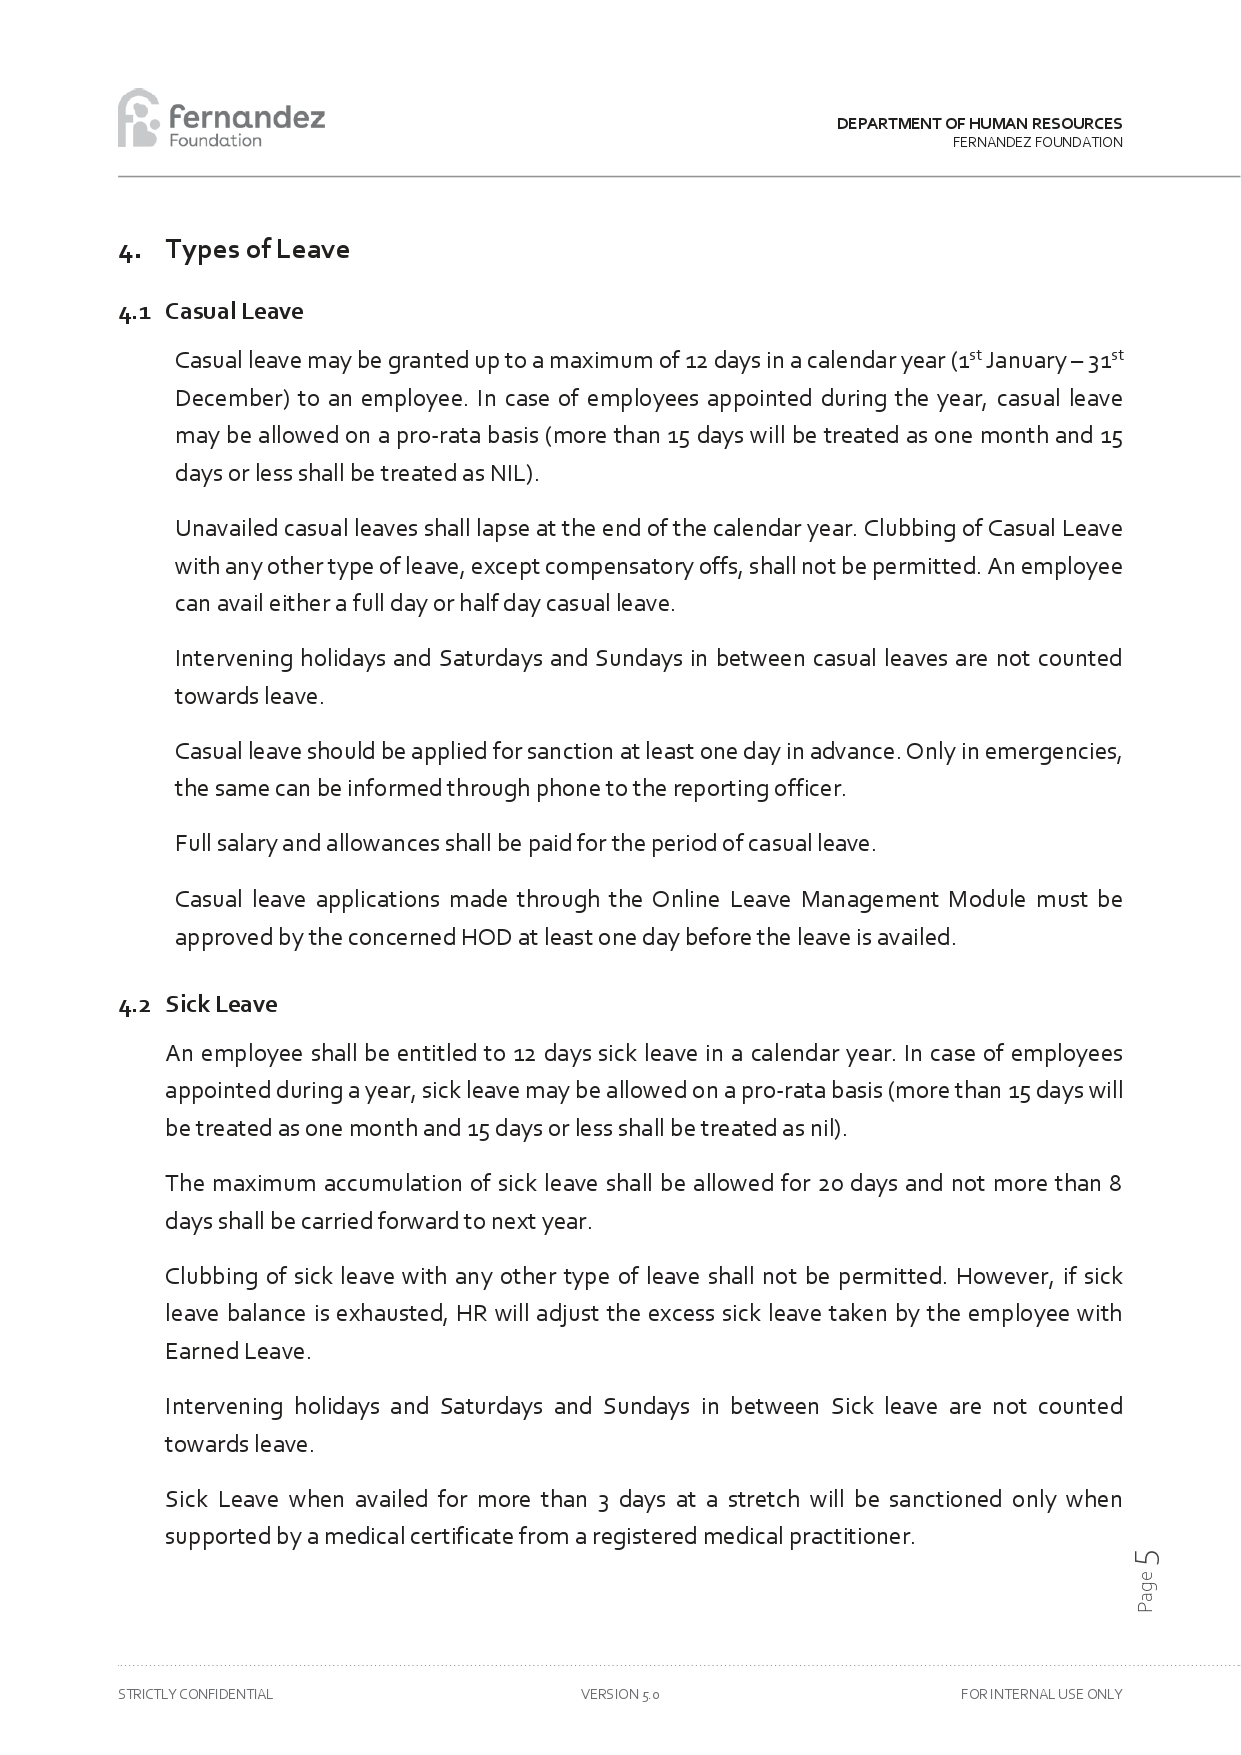 fernandez
Foundation
DEPARTMENT OF HUMAN RESOURCES
FERNANDEZ FOUNDATION
4. Types of Leave
4.1 Casual Leave
Casual leave may be granted up to a maximum of 12 days in a calendar year (1st January – 31st
December) to an employee. In case of employees appointed during the year, casual leave
may be allowed on a pro-rata basis (more than 15 days will be treated as one month and 15
days or less shall be treated as NIL).
Unavailed casual leaves shall lapse at the end of the calendar year. Clubbing of Casual Leave
with any other type of leave, except compensatory offs, shall not be permitted. An employee
can avail either a full day or half day casual leave.
Intervening holidays and Saturdays and Sundays in between casual leaves are not counted
towards leave.
Casual leave should be applied for sanction at least one day in advance. Only in emergencies,
the same can be informed through phone to the reporting officer.
Full salary and allowances shall be paid for the period of casual leave.
Casual leave applications made through the Online Leave Management Module must be
approved by the concerned HOD at least one day before the leave is availed.
4.2 Sick Leave
An employee shall be entitled to 12 days sick leave in a calendar year. In case of employees
appointed during a year, sick leave may be allowed on a pro-rata basis (more than 15 days will
be treated as one month and 15 days or less shall be treated as nil).
The maximum accumulation of sick leave shall be allowed for 20 days and not more than 8
days shall be carried forward to next year.
Clubbing of sick leave with any other type of leave shall not be permitted. However, if sick
leave balance is exhausted, HR will adjust the excess sick leave taken by the employee with
Earned Leave.
Intervening holidays and Saturdays and Sundays in between Sick leave are not counted
towards leave.
Sick Leave when availed for more than 3 days at a stretch will be sanctioned only when
supported by a medical certificate from a registered medical practitioner.
Page 5
STRICTLY CONFIDENTIAL
VERSION 5.0
FOR INTERNAL USE ONLY